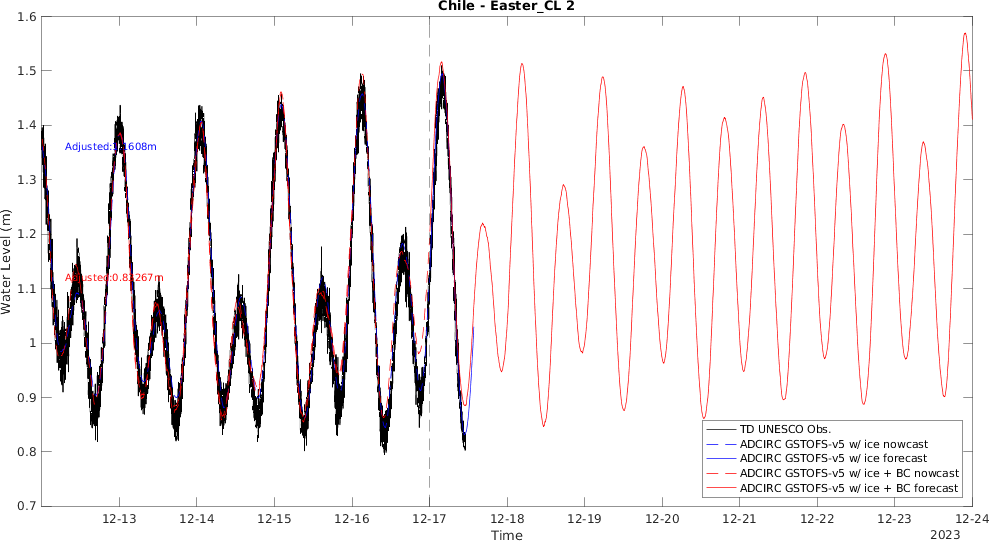 Chile - Easter_CL 2
1.6
1.5
1.4
1.3
1.2
1.1
1
0.9
0.8
0.7
Water Level (m)
Adjusted:
1608m
Adjusted:0.83267m
12-13
12-14
12-15
12-16
12-17
12-18
12-19
12-20
12-21
12-22
12-23
12-24
Time
2023
TD UNESCO Obs.
ADCIRC GSTOFS-v5 w/ ice nowcast
ADCIRC GSTOFS-v5 w/ ice forecast
ADCIRC GSTOFS-v5 w/ ice + BC nowcast
ADCIRC GSTOFS-v5 w/ ice + BC forecast